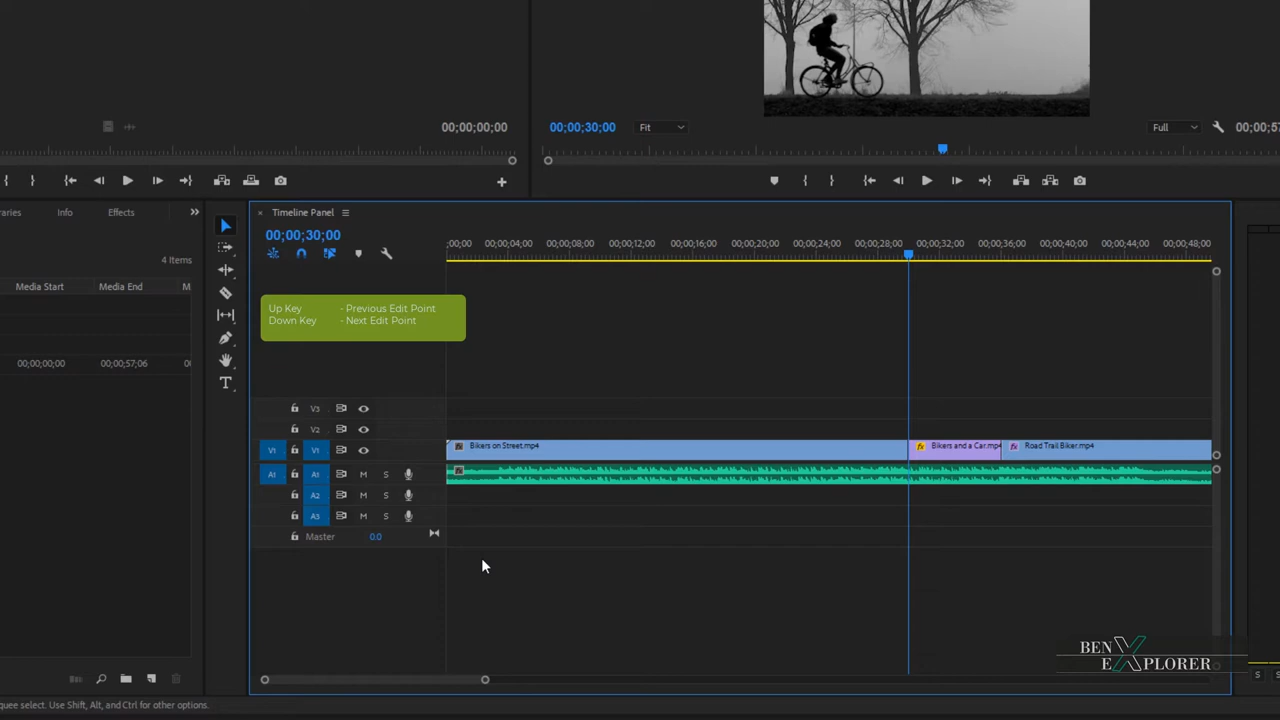 00;00;00;00
00;00;30;00
Fit
Full
00;00;57
aries
Info
Effects
4 Items
Media Start
Media End
M
00;00;00;00
00;00;57;06
00
Timeline Panel
00;00;30;00
;00;00
00;00;04;00
00;00;08;00
00;00;12;00
00;00;16;00
00;00;20;00
00;00;24;00
00;00;28;00
00;00;32;00
00;00;36;00
00;00;40;00
00;00;44;00
00;00;48;00
Up Key - Previous Edit Point
Down Key - Next Edit Point
V3
V2
V1 V1
Bikers on Street.mp4
Bikers and a Car.mp4
Road Trail Biker.mp4
A1 A1 M S
A2 M S
A3 M S
Master 0.0
T
BEN
EXPLORER
S S
quee select. Use Shift, Alt, and Ctrl for other options.